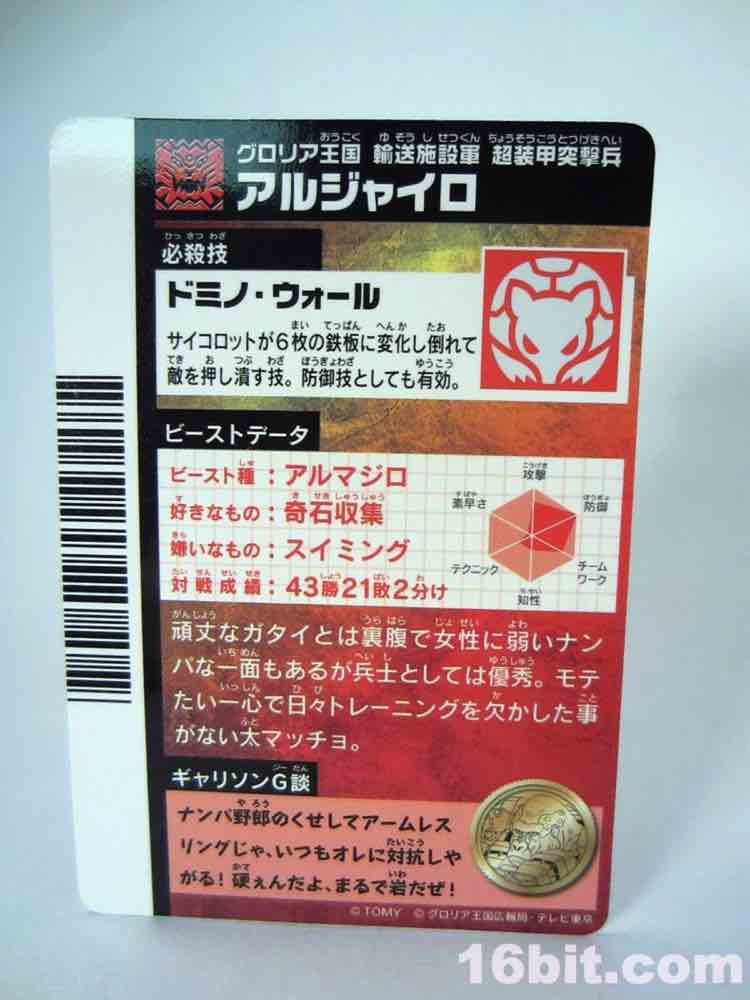 グロリア王国 輸送施設軍 超装甲突撃兵
アルジャイロ
必殺技
ドミノ・ウォール
サイコロットが6枚の鉄板に変化し倒れて
敵を押し潰す技。防御技としても有効。
ビーストデータ
ビースト種：アルマジロ
好きなもの：奇石収集
嫌いなもの：スイミング
対戦成績：43勝21敗2分け
攻撃
素早さ
防御
テクニック
チーム
ワーク
知性
頑丈なガタイとは裏腹で女性に弱いナン
パな一面もあるが兵士としては優秀。モテ
たい一心で日々トレーニングを欠かした事
がない太マッチョ。
ギャリソンG談
ナンパ野郎のくせしてアームレス
リングじゃ、いつもオレに対抗しや
がる！硬ぇんだよ、まるで岩だぜ！
© TOMY © グロリア王国広報局・テレビ東京
16bit.com